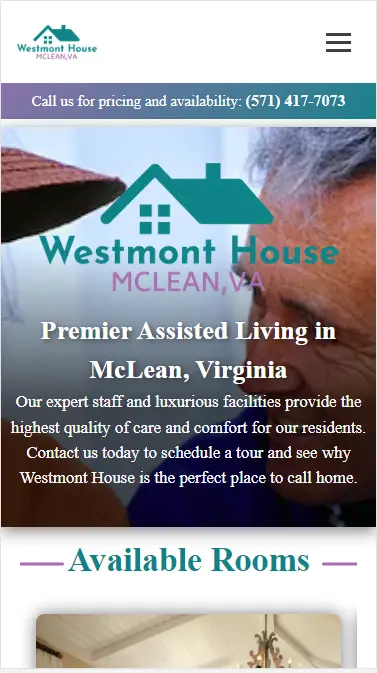 Westmont House
MCLEAN,VA
Call us for pricing and availability: (571) 417-7073
Westmont House
MCLEAN,VA
Premier Assisted Living in
McLean, Virginia
Our expert staff and luxurious facilities provide the
highest quality of care and comfort for our residents.
Contact us today to schedule a tour and see why
Westmont House is the perfect place to call home.
Available Rooms